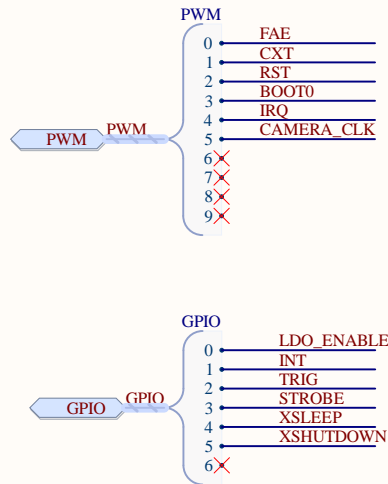 PWM
0 FAE
1 CXT
2 RST
3 BOOT0
4 IRQ
5 CAMERA_CLK
PWM PWM
6
7
8
9
GPIO
0 LDO_ENABLE
1 INT
2 TRIG
3 STROBE
GPIO GPIO
4 XSLEEP
5 XSHUTDOWN
6